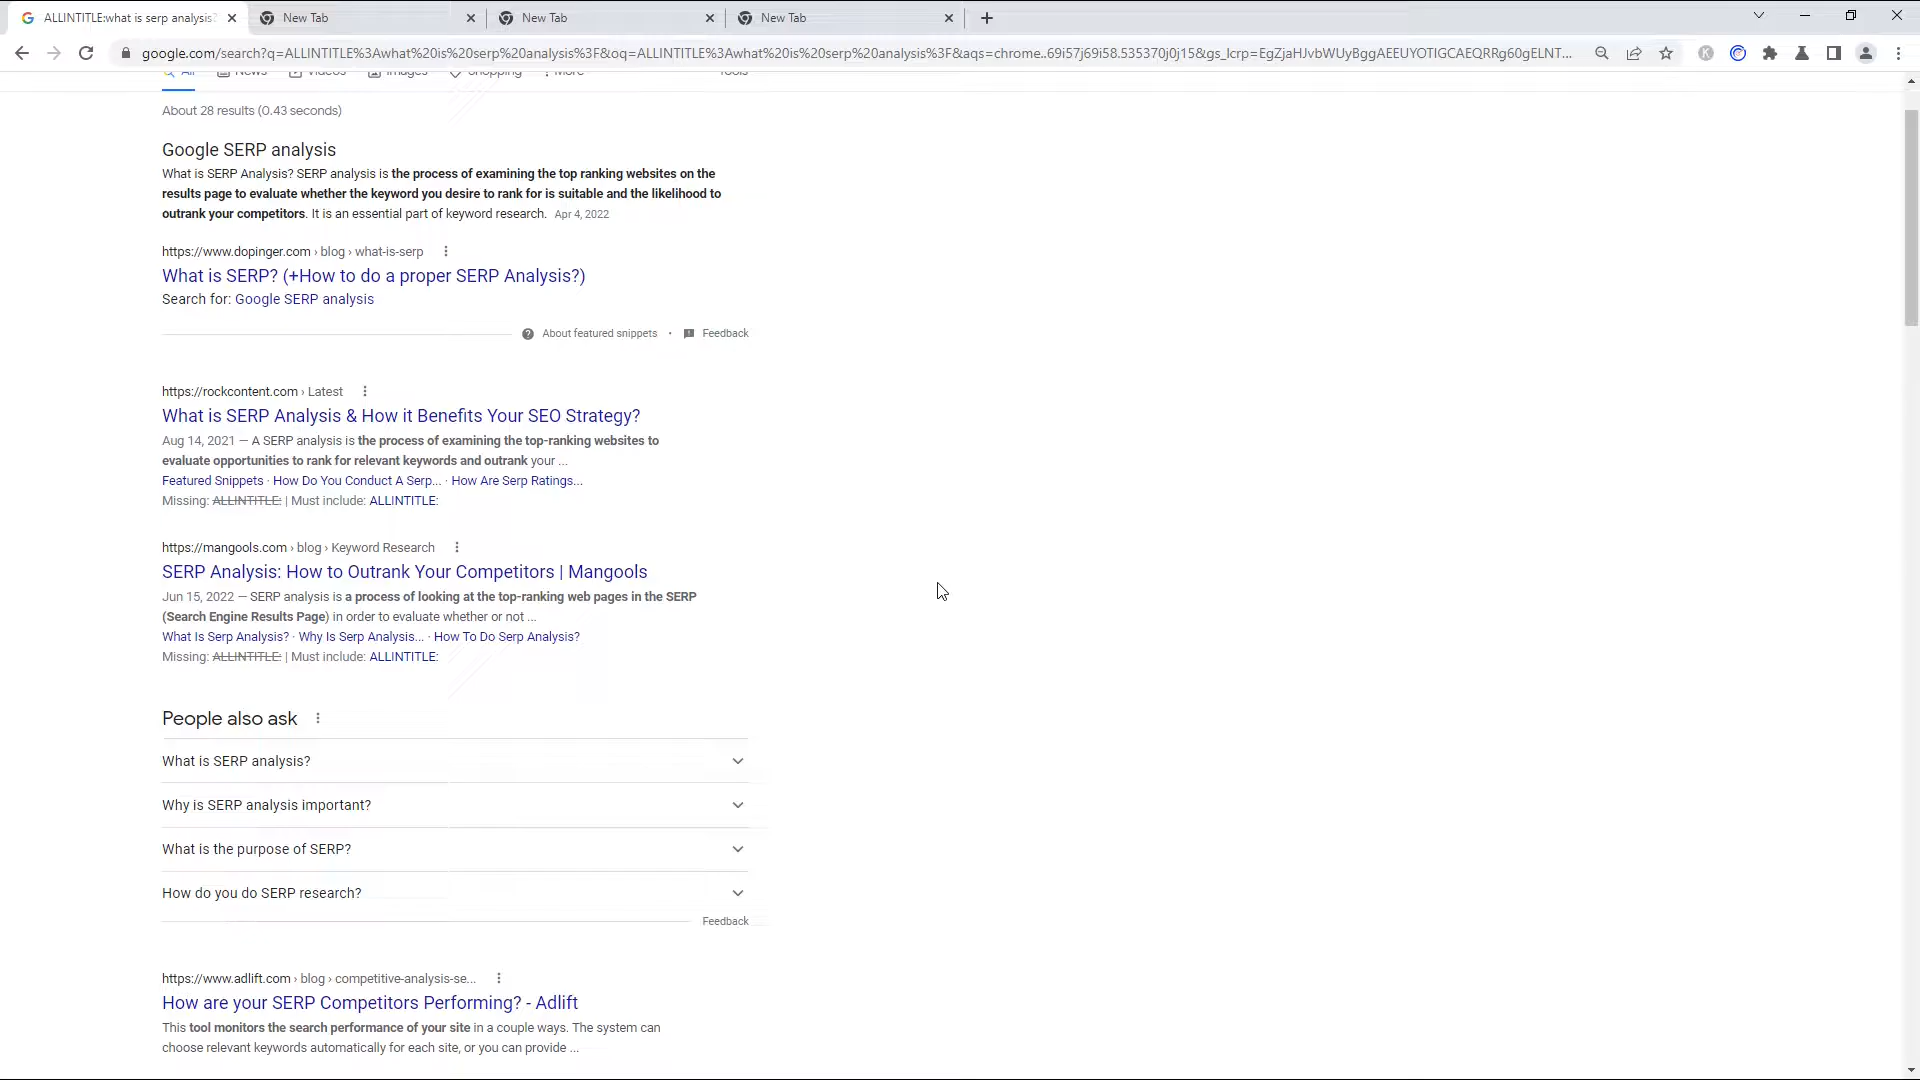 ALLINTITLE:what is serp analysis?
New Tab
New Tab
New Tab
google.com/search?q=ALLINTITLE%3Awhat%20is%20serp%20analysis%3F&oq=ALLINTITLE%3Awhat%20is%20serp%20analysis%3F&aqs=chrome..69i57j69i58.535370j0j15&gs_lcrp=EgZjaHJvbWUyBggAEEUYOTIGCAEQRRg60gELNT...
All News Videos Images Shopping More Tools
About 28 results (0.43 seconds)
Google SERP analysis
What is SERP Analysis? SERP analysis is the process of examining the top ranking websites on the
results page to evaluate whether the keyword you desire to rank for is suitable and the likelihood to
outrank your competitors. It is an essential part of keyword research. Apr 4, 2022
https://www.dopinger.com › blog › what-is-serp
What is SERP? (+How to do a proper SERP Analysis?)
Search for: Google SERP analysis
About featured snippets · Feedback
https://rockcontent.com › Latest
What is SERP Analysis & How it Benefits Your SEO Strategy?
Aug 14, 2021 — A SERP analysis is the process of examining the top-ranking websites to
evaluate opportunities to rank for relevant keywords and outrank your ...
Featured Snippets · How Do You Conduct A Serp... · How Are Serp Ratings...
Missing: ALLINTITLE: | Must include: ALLINTITLE:
https://mangools.com › blog › Keyword Research
SERP Analysis: How to Outrank Your Competitors | Mangools
Jun 15, 2022 — SERP analysis is a process of looking at the top-ranking web pages in the SERP
(Search Engine Results Page) in order to evaluate whether or not ...
What Is Serp Analysis? · Why Is Serp Analysis... · How To Do Serp Analysis?
Missing: ALLINTITLE: | Must include: ALLINTITLE:
People also ask
What is SERP analysis?
Why is SERP analysis important?
What is the purpose of SERP?
How do you do SERP research?
Feedback
https://www.adlift.com › blog › competitive-analysis-se...
How are your SERP Competitors Performing? - Adlift
This tool monitors the search performance of your site in a couple ways. The system can
choose relevant keywords automatically for each site, or you can provide ...